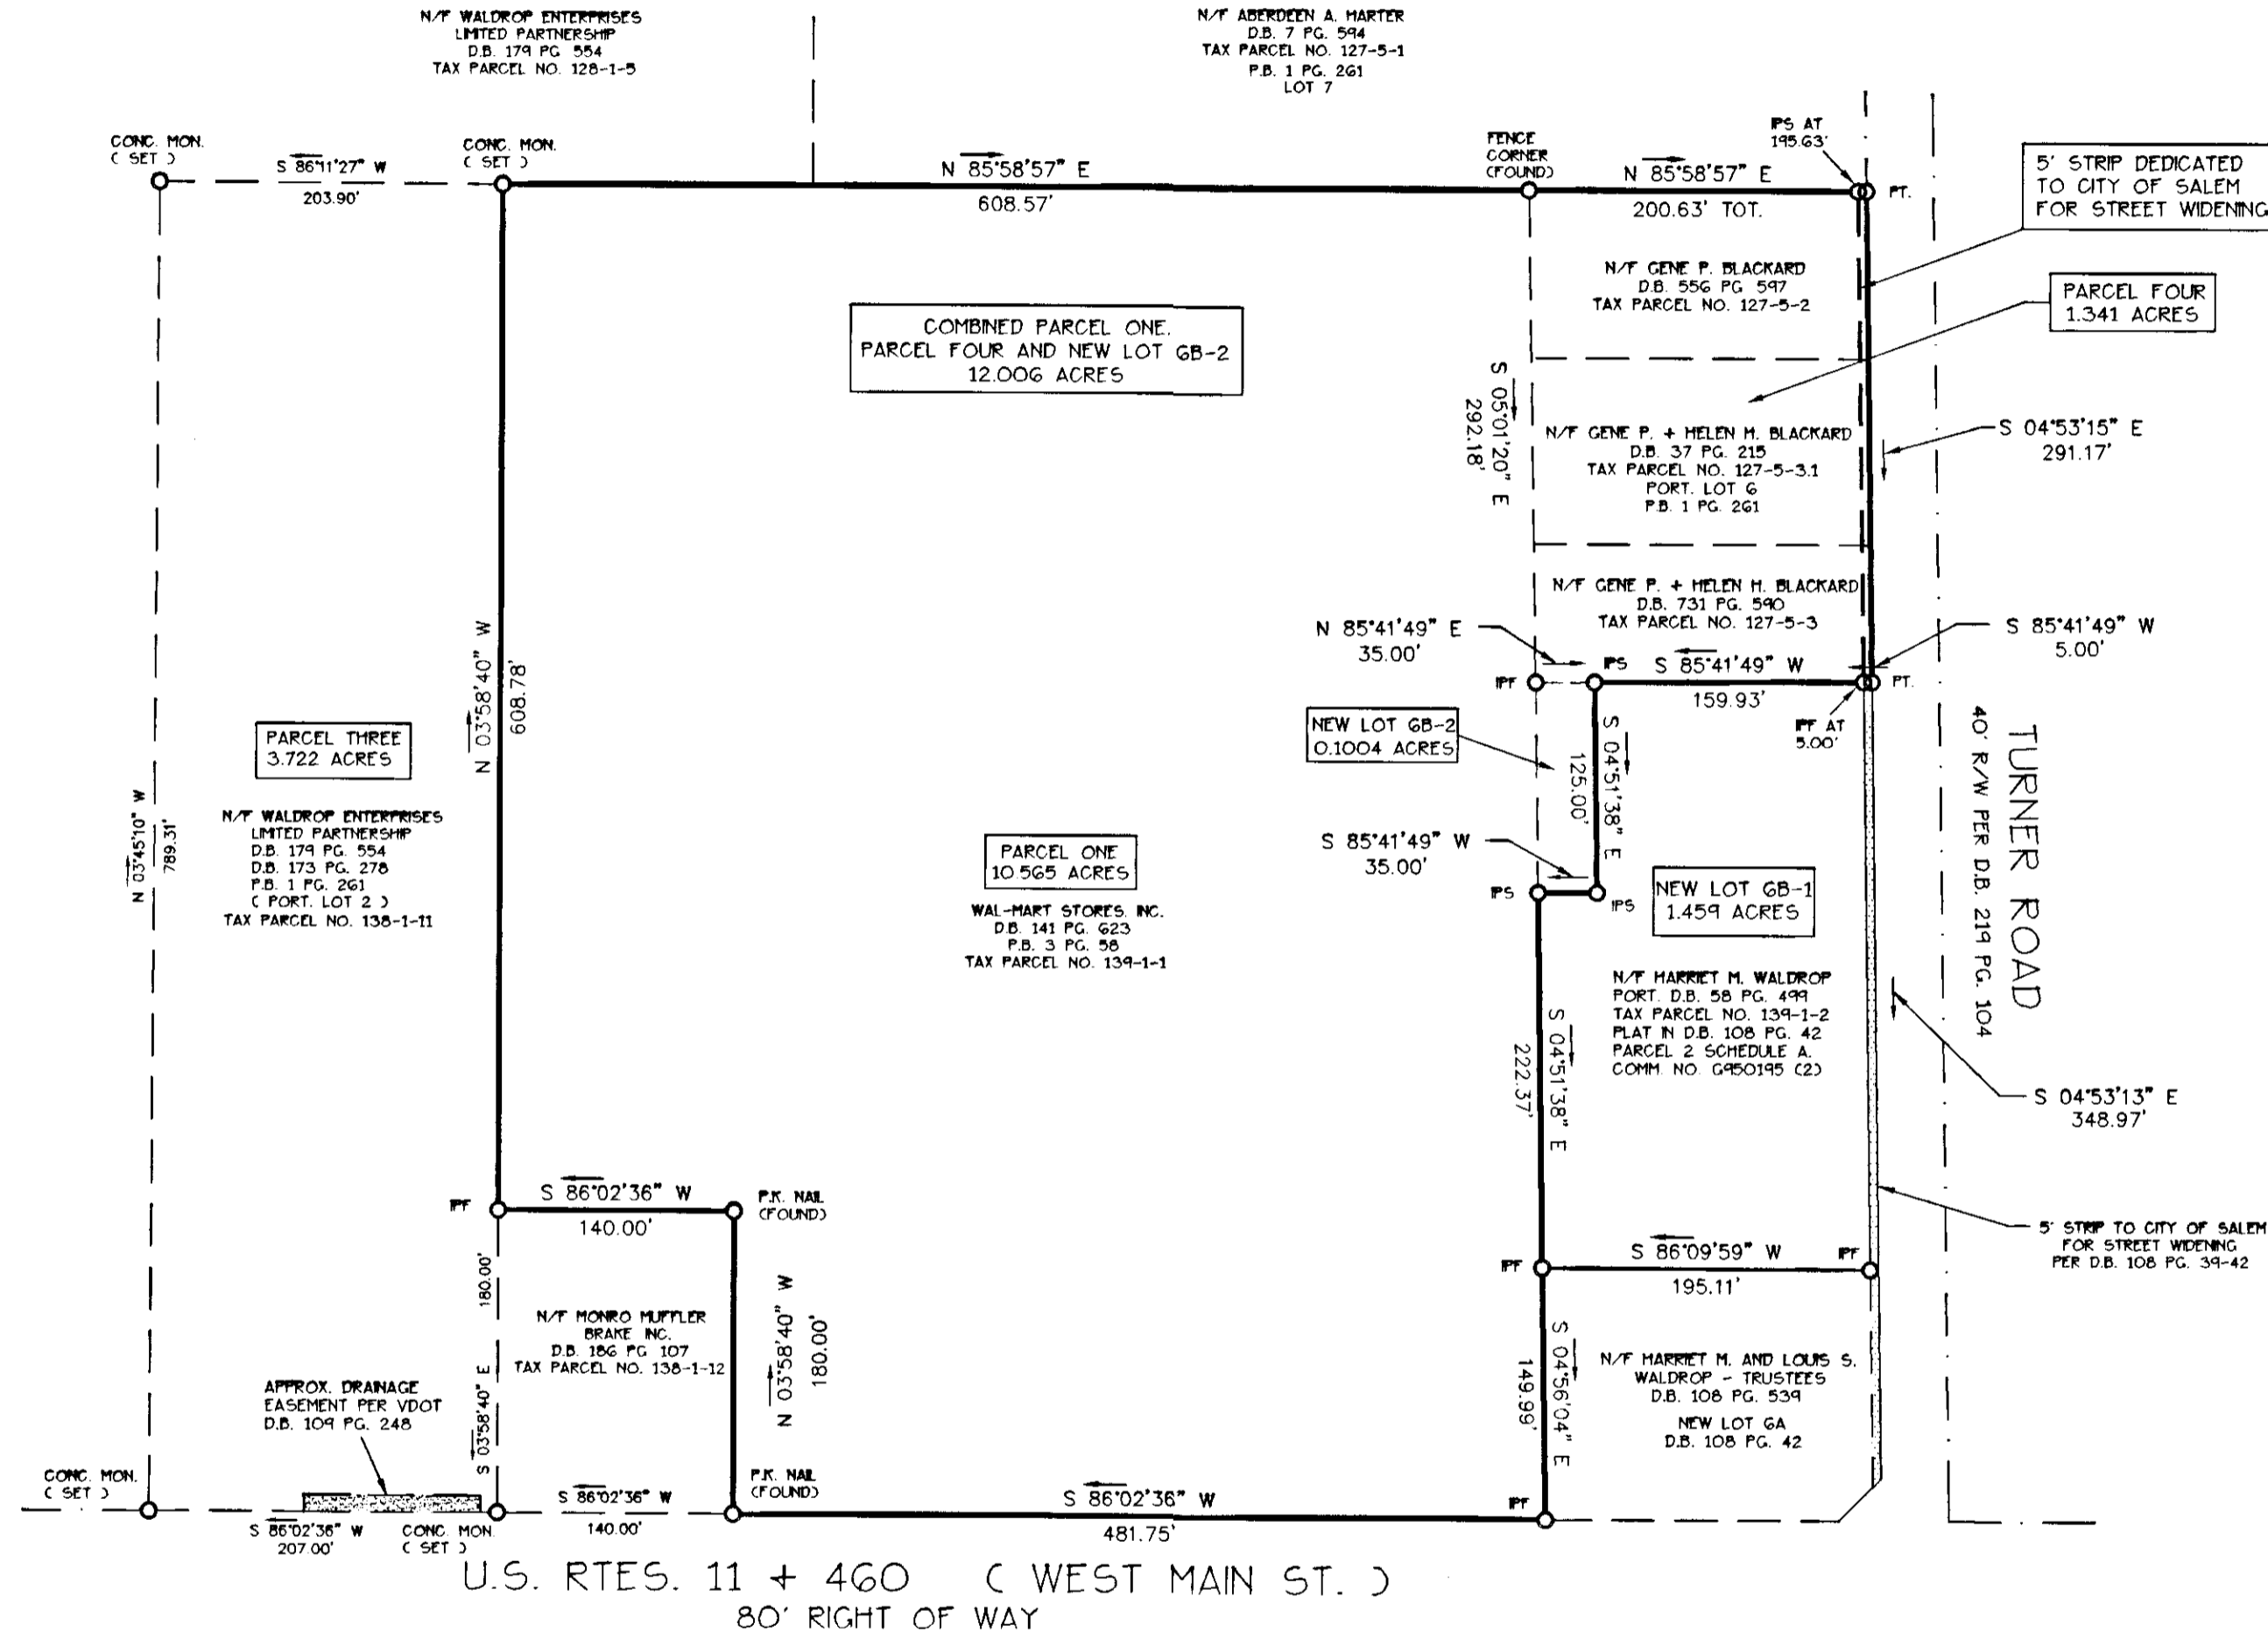 N/F WALDROP ENTERPRISES
LIMITED PARTNERSHIP
D.B. 179 PG. 554
TAX PARCEL NO. 128-1-5
N/F ABERDEEN A. HARTER
D.B. 7 PG. 594
TAX PARCEL NO. 127-5-1
P.B. 1 PG. 261
LOT 7
CONC. MON.
( SET )
S 86°11'27" W
203.90'
CONC. MON.
( SET )
N 85°58'57" E
608.57'
FENCE
CORNER
(FOUND)
N 85°58'57" E
200.63' TOT.
IPS AT
195.63'
PT.
5' STRIP DEDICATED
TO CITY OF SALEM
FOR STREET WIDENING
N/F GENE P. BLACKARD
D.B. 556 PG 597
TAX PARCEL NO. 127-5-2
PARCEL FOUR
1.341 ACRES
COMBINED PARCEL ONE,
PARCEL FOUR AND NEW LOT 6B-2
12.006 ACRES
S 05°01'20" E
292.18'
N/F GENE P. + HELEN H. BLACKARD
D.B. 37 PG. 215
TAX PARCEL NO. 127-5-3.1
PORT. LOT 6
P.B. 1 PG. 261
S 04°53'15" E
291.17'
N/F GENE P. + HELEN H. BLACKARD
D.B. 731 PG. 590
TAX PARCEL NO. 127-5-3
N 85°41'49" E
35.00'
IPS
S 85°41'49" W
159.93'
S 85°41'49" W
5.00'
IPF
PT.
IPF AT
5.00'
N 03°58'40" W
608.78'
PARCEL THREE
3.722 ACRES
N/F WALDROP ENTERPRISES
LIMITED PARTNERSHIP
D.B. 179 PG. 554
D.B. 173 PG. 278
P.B. 1 PG. 261
( PORT. LOT 2 )
TAX PARCEL NO. 138-1-11
N 03°45'10" W
789.31'
NEW LOT 6B-2
0.1004 ACRES
S 04°51'38" E
125.00'
TURNER ROAD
40' R/W PER D.B. 219 PG. 104
S 85°41'49" W
35.00'
IPS
IPS
PARCEL ONE
10.565 ACRES
WAL-MART STORES, INC.
D.B. 141 PG. 623
P.B. 3 PG. 58
TAX PARCEL NO. 139-1-1
NEW LOT 6B-1
1.459 ACRES
N/F HARRIET M. WALDROP
PORT. D.B. 58 PG. 499
TAX PARCEL NO. 139-1-2
PLAT IN D.B. 108 PG. 42
PARCEL 2 SCHEDULE A.
COMM. NO. G950195 (2)
S 04°51'38" E
222.37'
S 04°53'13" E
348.97'
IPF
S 86°02'36" W
140.00'
P.K. NAIL
(FOUND)
5' STRIP TO CITY OF SALEM
FOR STREET WIDENING
PER D.B. 108 PG. 39-42
IPF
S 86°09'59" W
195.11'
IPF
180.00'
S 03°58'40" E
N/F MONRO MUFFLER
BRAKE INC.
D.B. 186 PG 107
TAX PARCEL NO. 138-1-12
N 03°58'40" W
180.00'
S 04°56'04" E
149.99'
N/F HARRIET M. AND LOUIS S.
WALDROP - TRUSTEES
D.B. 108 PG. 539
NEW LOT 6A
D.B. 108 PG. 42
APPROX. DRAINAGE
EASEMENT PER VDOT
D.B. 109 PG. 248
CONC. MON.
( SET )
S 86°02'36" W
207.00'
CONC. MON.
( SET )
S 86°02'36" W
140.00'
P.K. NAIL
(FOUND)
S 86°02'36" W
481.75'
IPF
U.S. RTES. 11 + 460 ( WEST MAIN ST. )
80' RIGHT OF WAY